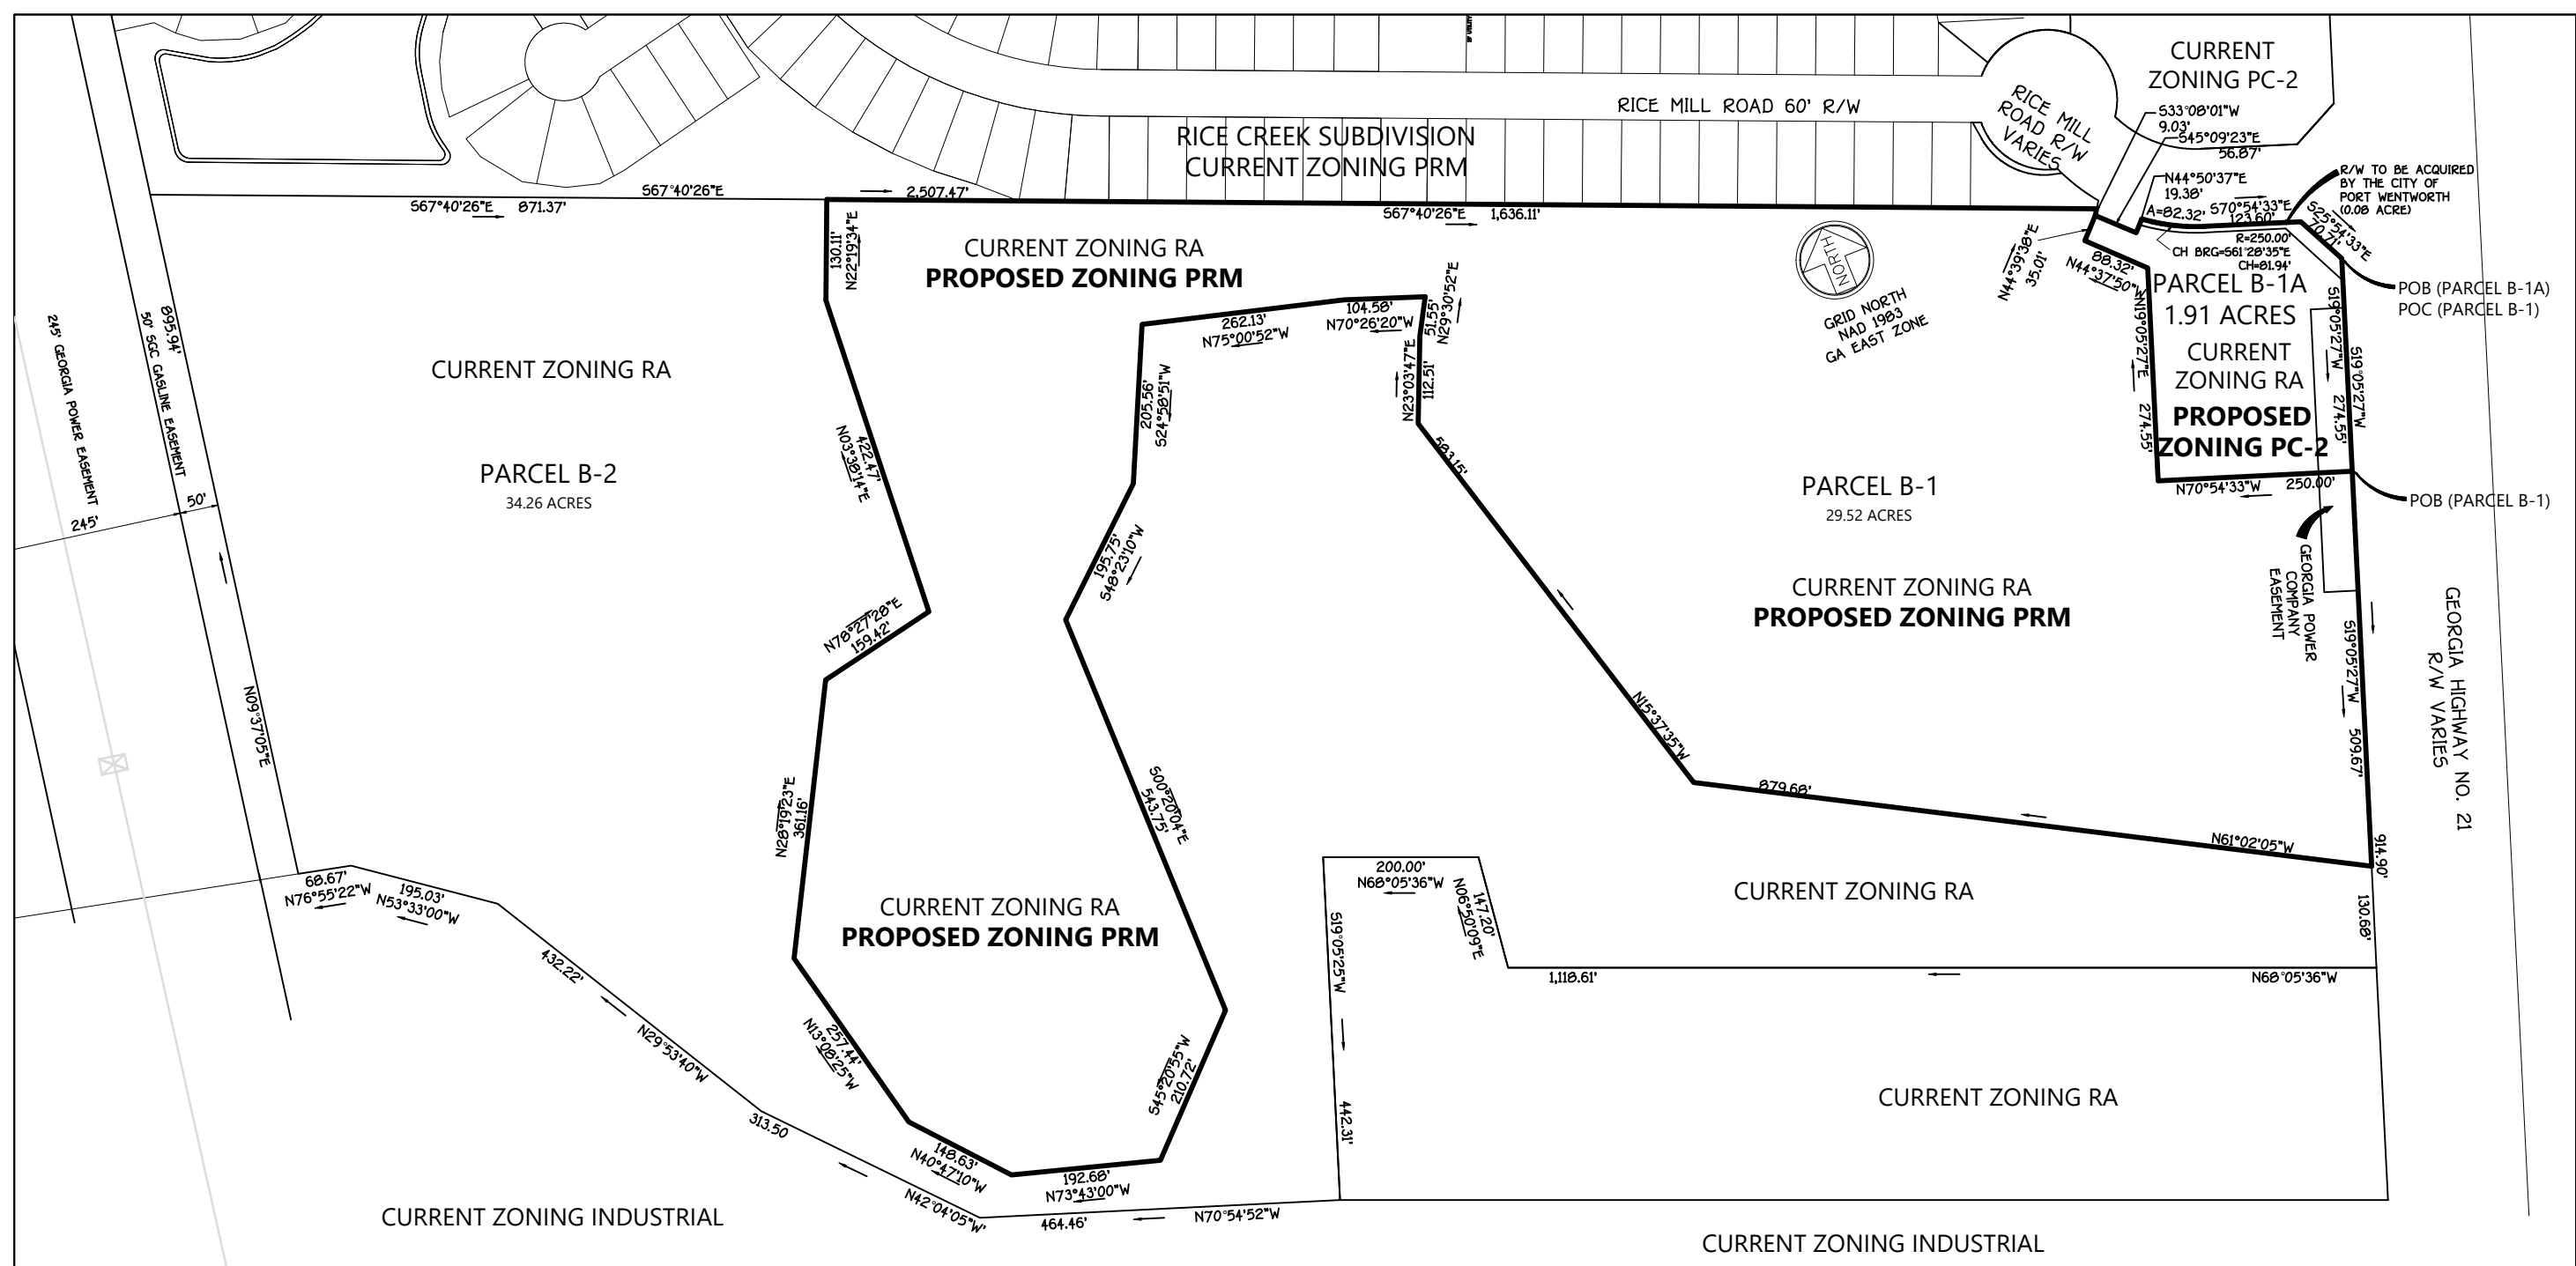 CURRENT
ZONING PC-2
RICE MILL ROAD 60' R/W
RICE MILL
ROAD R/W
VARIES
RICE CREEK SUBDIVISION
CURRENT ZONING PRM
S33°08'01"W
9.03'
S45°09'23"E
56.87'
N44°50'37"E
19.38'
R/W TO BE ACQUIRED
BY THE CITY OF
PORT WENTWORTH
(0.08 ACRE)
S67°40'26"E
2,507.47'
S67°40'26"E 871.37'
S67°40'26"E 1,636.11'
A=82.32'
S70°54'33"E
123.60'
S25°54'33"E
70.71'
R=250.00'
CH BRG=S61°28'35"E
CH=81.94'
N44°39'38"E
35.01'
88.32'
N44°37'50"W
130.11'
N22°19'34"E
CURRENT ZONING RA
PROPOSED ZONING PRM
NORTH
GRID NORTH
NAD 1983
GA EAST ZONE
PARCEL B-1A
1.91 ACRES
CURRENT
ZONING RA
PROPOSED
ZONING PC-2
POB (PARCEL B-1A)
POC (PARCEL B-1)
S19°05'27"W
274.55'
S19°05'27"W
274.55'
N19°05'27"E
274.55'
N70°54'33"W
250.00'
POB (PARCEL B-1)
245' GEORGIA POWER EASEMENT
50' SGC GASLINE EASEMENT
895.94'
N09°37'05"E
245'
50'
CURRENT ZONING RA
PARCEL B-2
34.26 ACRES
422.47'
N03°38'14"E
262.13'
N75°00'52"W
104.58'
N70°26'20"W
51.55'
N29°30'52"E
N23°03'47"E
112.51'
205.56'
S24°58'51"W
583.15'
N15°37'35"W
195.75'
S48°23'10"W
PARCEL B-1
29.52 ACRES
CURRENT ZONING RA
PROPOSED ZONING PRM
GEORGIA POWER
COMPANY
EASEMENT
S19°05'27"W
509.67'
GEORGIA HIGHWAY NO. 21
R/W VARIES
N78°27'28"E
159.42'
N28°19'23"E
361.16'
S00°20'04"E
543.75'
879.68'
N61°02'05"W
914.90'
130.68'
68.67'
N76°55'22"W
195.03'
N53°33'00"W
432.22'
N29°53'40"W
CURRENT ZONING RA
PROPOSED ZONING PRM
200.00'
N68°05'36"W
147.20'
N06°50'09"E
S19°05'25"W
442.31'
CURRENT ZONING RA
1,118.61'
N68°05'36"W
257.44'
N13°08'25"W
S45°20'55"W
210.72'
CURRENT ZONING RA
313.50
N42°04'05"W'
148.63'
N40°47'10"W
192.68'
N73°43'00"W
464.46'
N70°54'52"W
CURRENT ZONING INDUSTRIAL
CURRENT ZONING INDUSTRIAL